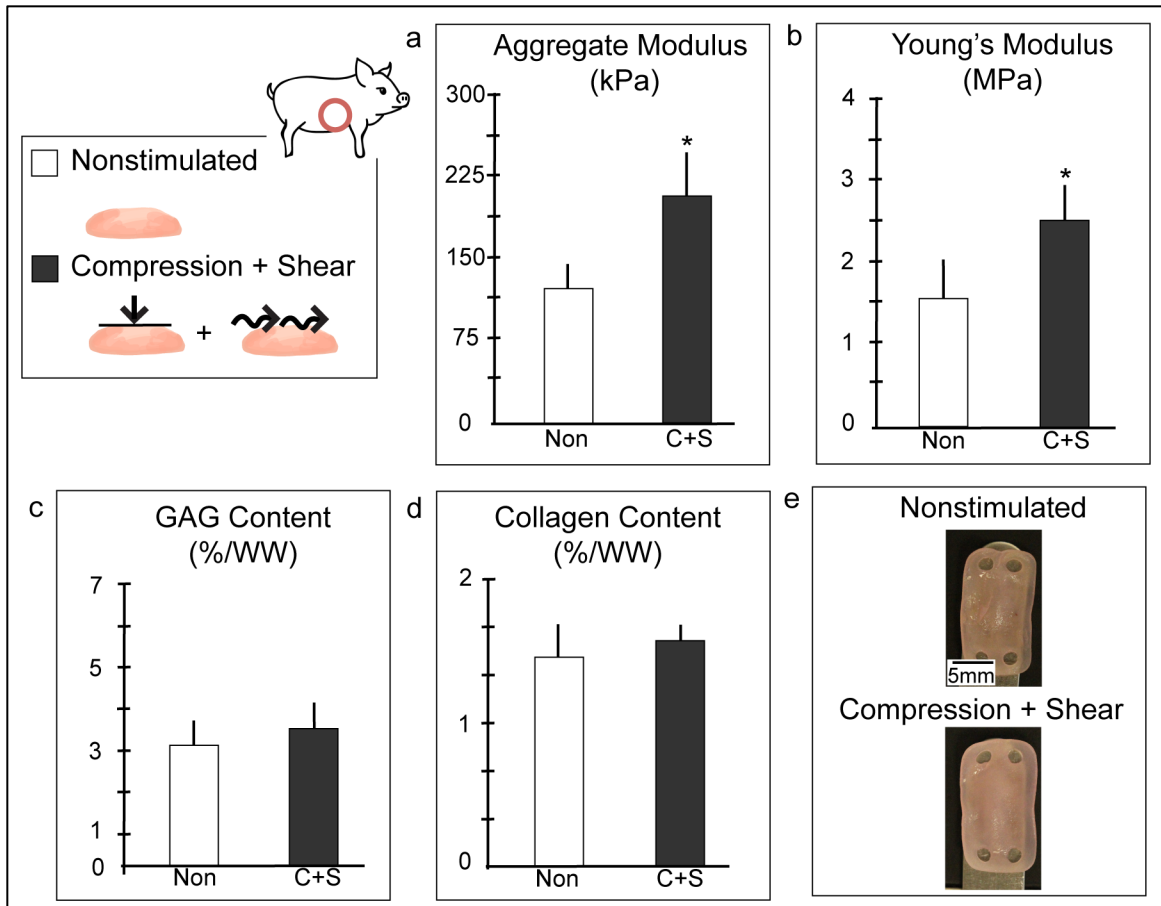 Nonstimulated
Compression + Shear
+
a
Aggregate Modulus
(kPa)
300
225
150
75
0
*
Non
C+S
b
Young's Modulus
(MPa)
4
3
2
1
0
*
Non
C+S
c
GAG Content
(%/WW)
7
5
3
1
0
Non
C+S
d
Collagen Content
(%/WW)
2
1
0
Non
C+S
e
Nonstimulated
5mm
Compression + Shear